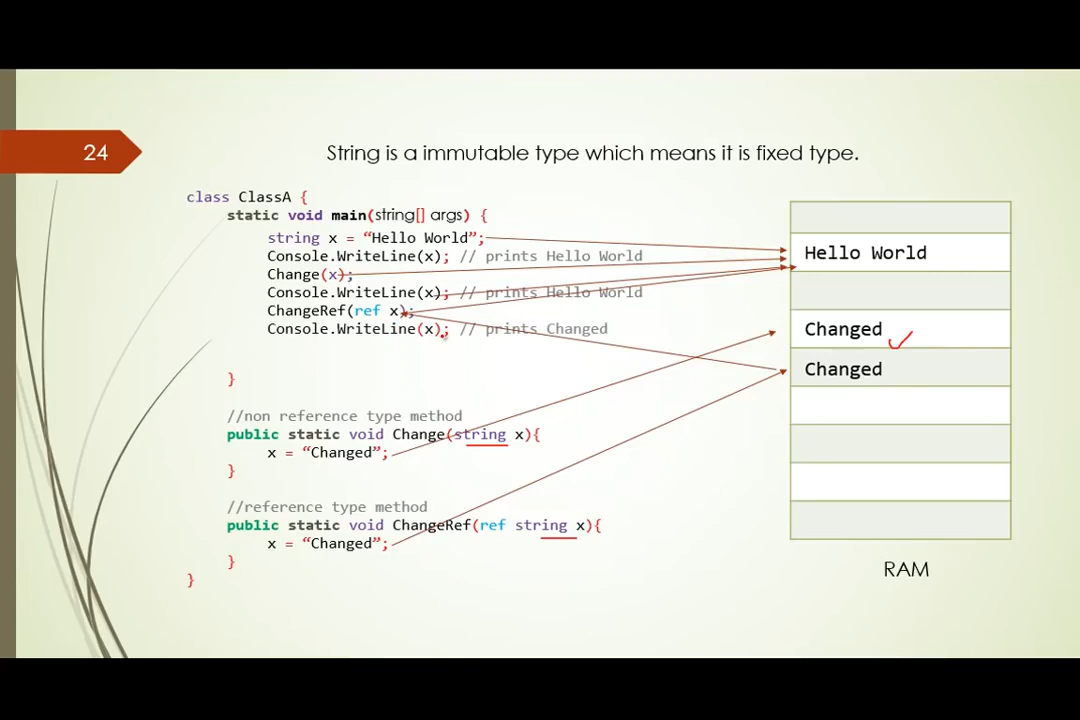 24
String is a immutable type which means it is fixed type.
class ClassA {
static void main(string[] args) {
string x = “Hello World”;
Console.WriteLine(x); // prints Hello World
Change(x);
Console.WriteLine(x); // prints Hello World
ChangeRef(ref x);
Console.WriteLine(x); // prints Changed
}
//non reference type method
public static void Change(string x){
x = “Changed”;
}
//reference type method
public static void ChangeRef(ref string x){
x = “Changed”;
}
}
Hello World
Changed
Changed
RAM